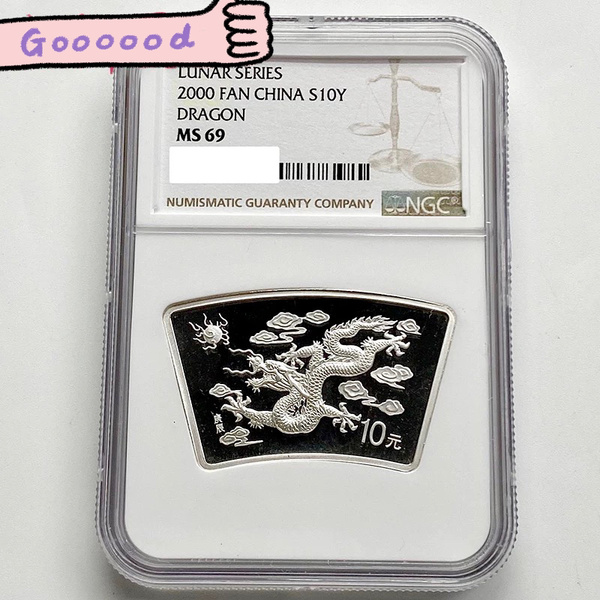 Goooood
LUNAR SERIES
2000 FAN CHINA S10Y
DRAGON
MS 69
NUMISMATIC GUARANTY COMPANY
NGC
庚辰
10元